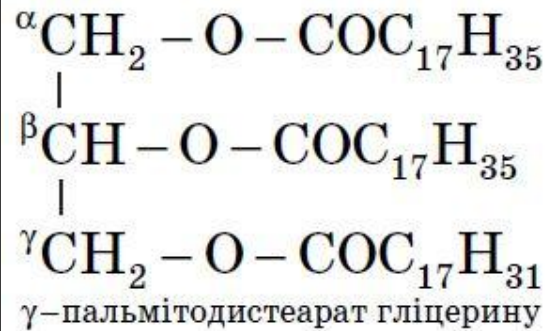 αCH₂ – O – COC₁₇H₃₅
|
βCH – O – COC₁₇H₃₅
|
γCH₂ – O – COC₁₇H₃₁
γ–пальмітодистеарат гліцерину